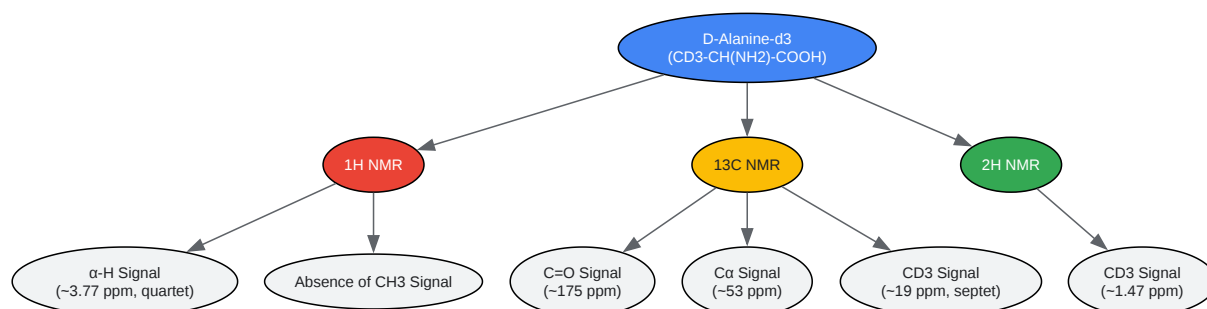 D-Alanine-d3
(CD3-CH(NH2)-COOH)
1H NMR
13C NMR
2H NMR
α-H Signal
(~3.77 ppm, quartet)
Absence of CH3 Signal
C=O Signal
(~175 ppm)
Cα Signal
(~53 ppm)
CD3 Signal
(~19 ppm, septet)
CD3 Signal
(~1.47 ppm)